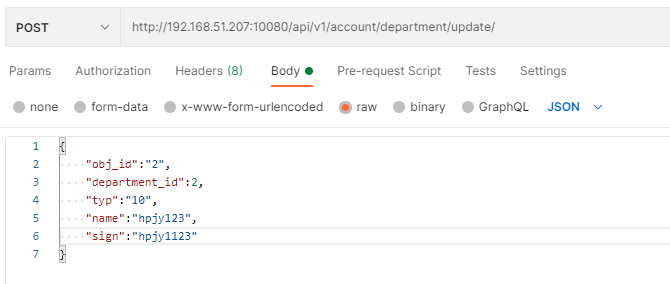 POST http://192.168.51.207:10080/api/v1/account/department/update/
Params Authorization Headers (8) Body Pre-request Script Tests Settings
none form-data x-www-form-urlencoded raw binary GraphQL JSON
1 {
2 ····"obj_id":"2",
3 ····"department_id":2,
4 ····"typ":"10",
5 ····"name":"hpjy123",
6 ····"sign":"hpjy1123"
7 }